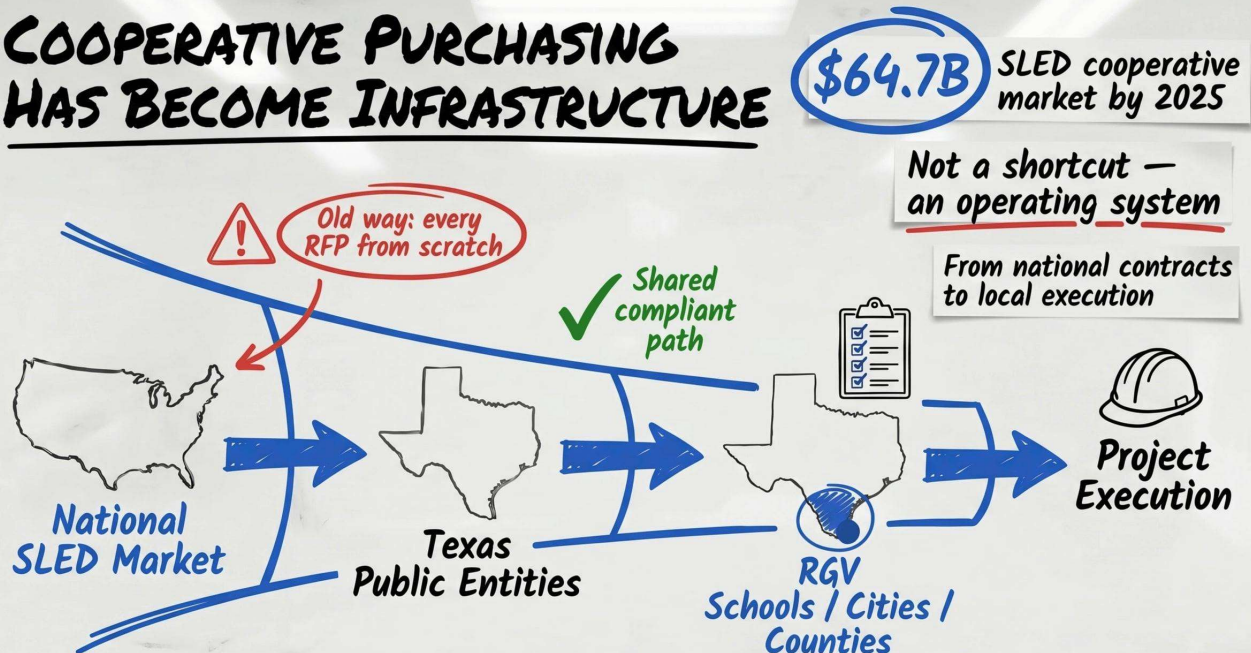 COOPERATIVE PURCHASING
HAS BECOME INFRASTRUCTURE
$64.7B
SLED cooperative
market by 2025
Not a shortcut —
an operating system
From national contracts
to local execution
Old way: every
RFP from scratch
Shared
compliant
path
National
SLED Market
Texas
Public Entities
RGV
Schools / Cities /
Counties
Project
Execution